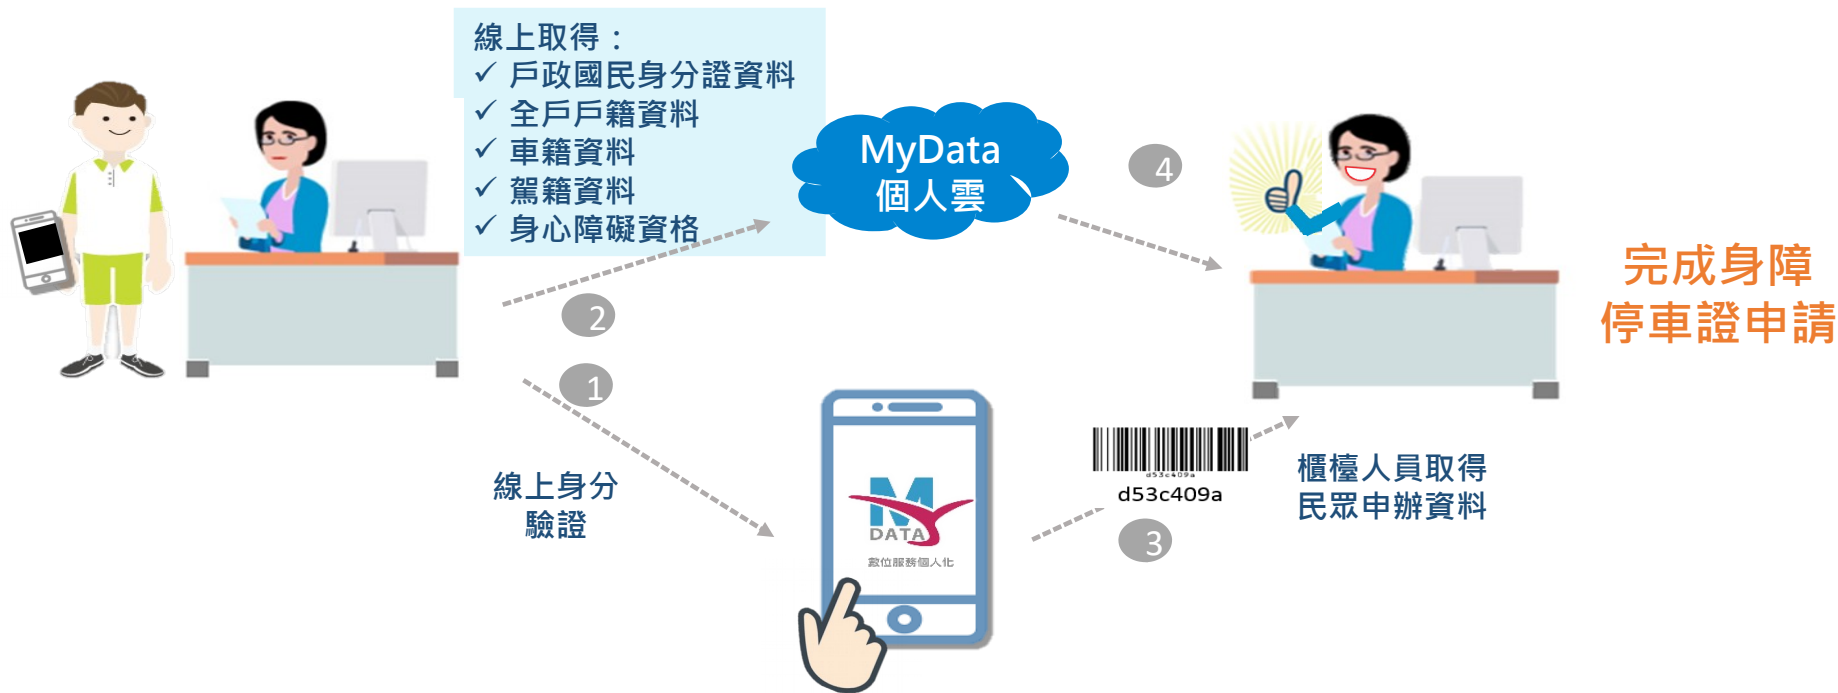 線上取得：
✓ 戶政國民身分證資料
✓ 全戶戶籍資料
✓ 車籍資料
✓ 駕籍資料
✓ 身心障礙資格
MyData
個人雲
4
完成身障
停車證申請
2
1
線上身分
驗證
M
DATA
數位服務個人化
d53c409a
d53c409a
3
櫃檯人員取得
民眾申辦資料